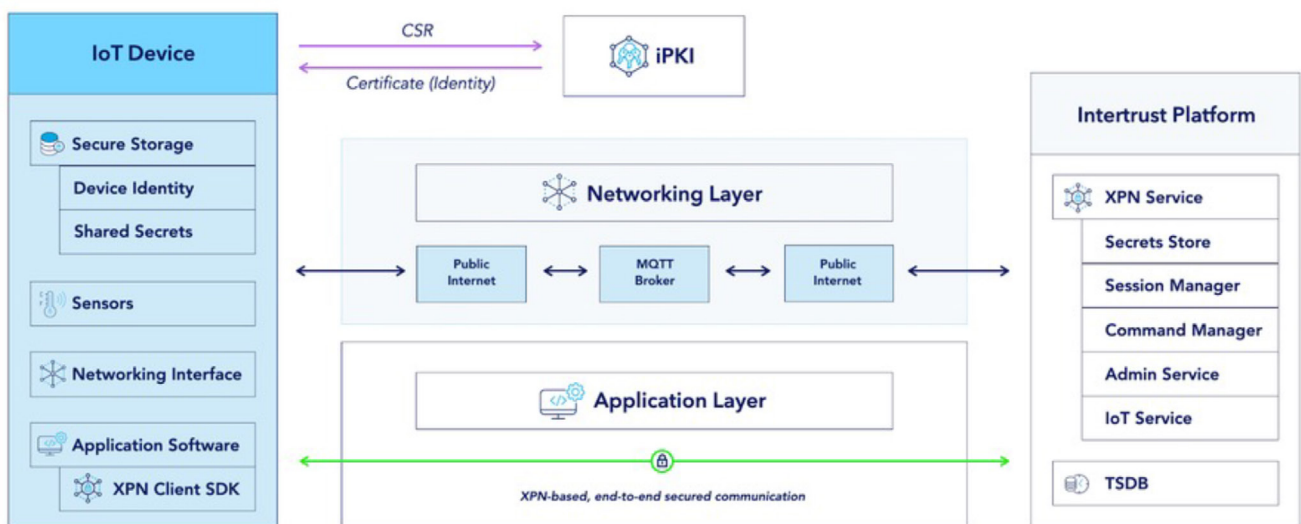 IoT Device
CSR
Certificate (Identity)
iPKI
Secure Storage
Device Identity
Shared Secrets
Sensors
Networking Interface
Application Software
XPN Client SDK
Networking Layer
Public
Internet
MQTT
Broker
Public
Internet
Application Layer
XPN-based, end-to-end secured communication
Intertrust Platform
XPN Service
Secrets Store
Session Manager
Command Manager
Admin Service
IoT Service
TSDB